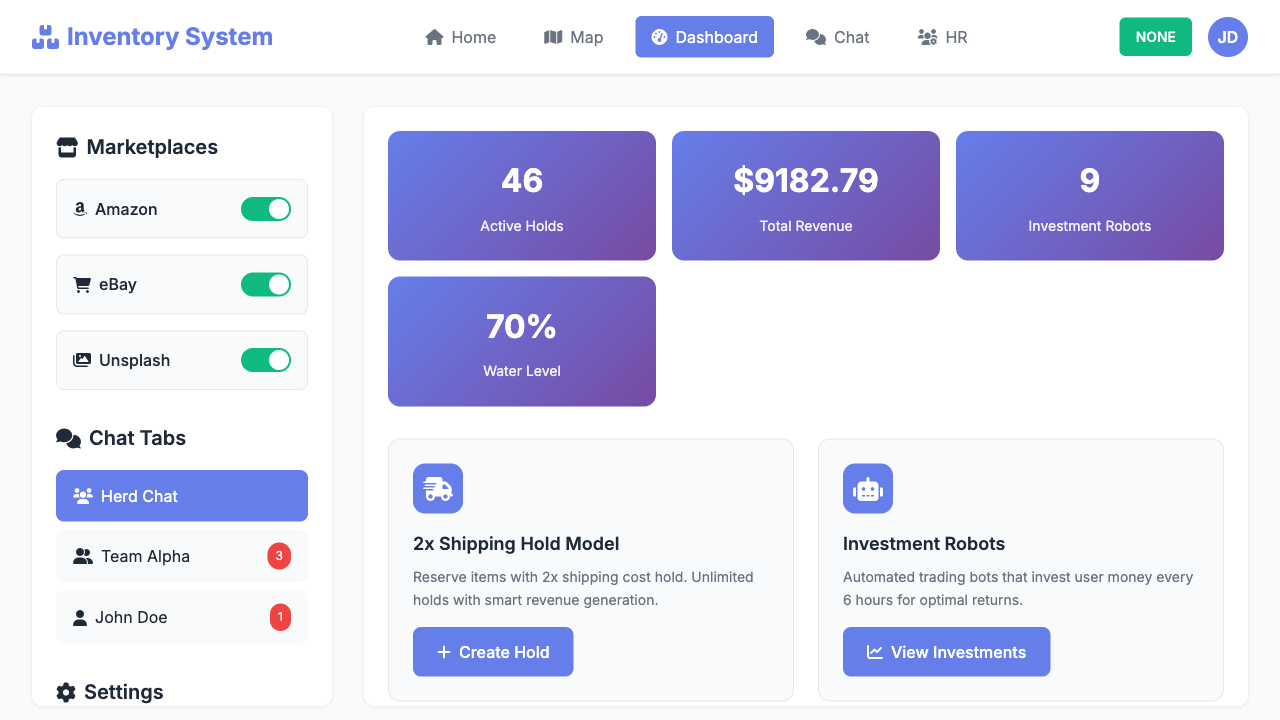 Inventory System
Home
Map
Dashboard
Chat
HR
NONE
JD
Marketplaces
Amazon
eBay
Unsplash
Chat Tabs
Herd Chat
Team Alpha
3
John Doe
1
Settings
46
Active Holds
$9182.79
Total Revenue
9
Investment Robots
70%
Water Level
2x Shipping Hold Model
Reserve items with 2x shipping cost hold. Unlimited
holds with smart revenue generation.
Create Hold
Investment Robots
Automated trading bots that invest user money every
6 hours for optimal returns.
View Investments